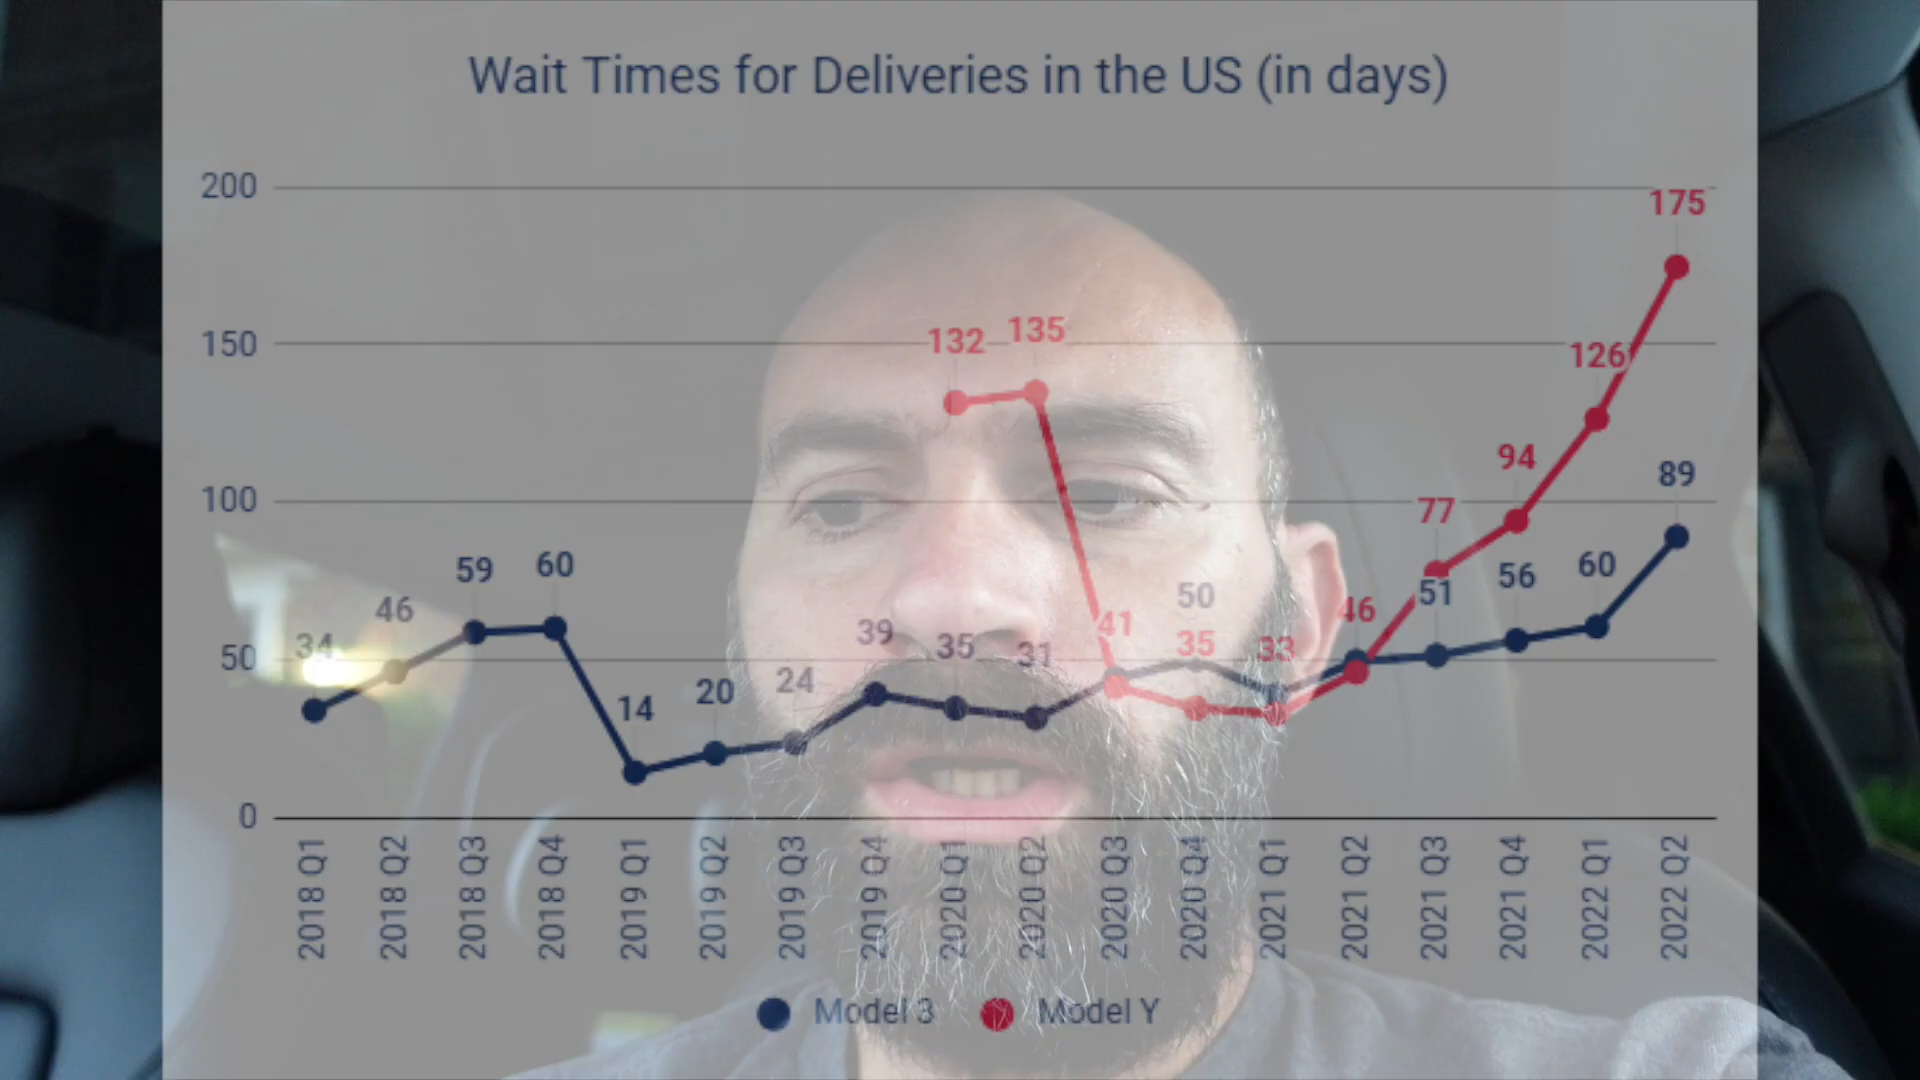 Wait Times for Deliveries in the US (in days)
200
150
100
50
0
34
46
59
60
14
20
24
39
35
31
50
51
56
60
89
132
135
41
35
33
46
77
94
126
175
2018 Q1
2018 Q2
2018 Q3
2018 Q4
2019 Q1
2019 Q2
2019 Q3
2019 Q4
2020 Q1
2020 Q2
2020 Q3
2020 Q4
2021 Q1
2021 Q2
2021 Q3
2021 Q4
2022 Q1
2022 Q2
Model 3
Model Y